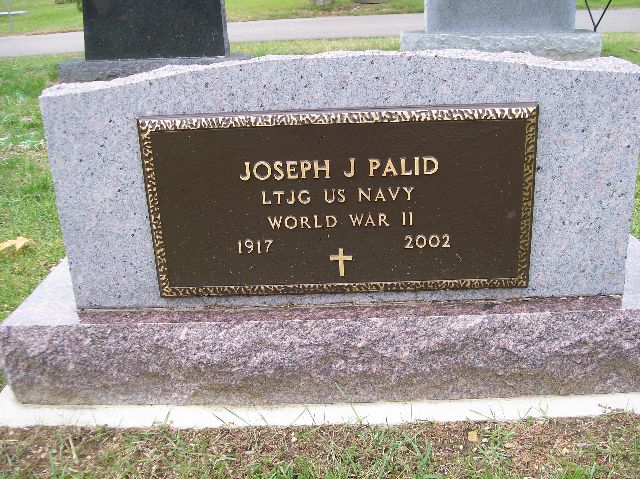 JOSEPH J PALID
LTJG US NAVY
WORLD WAR II
1917 2002